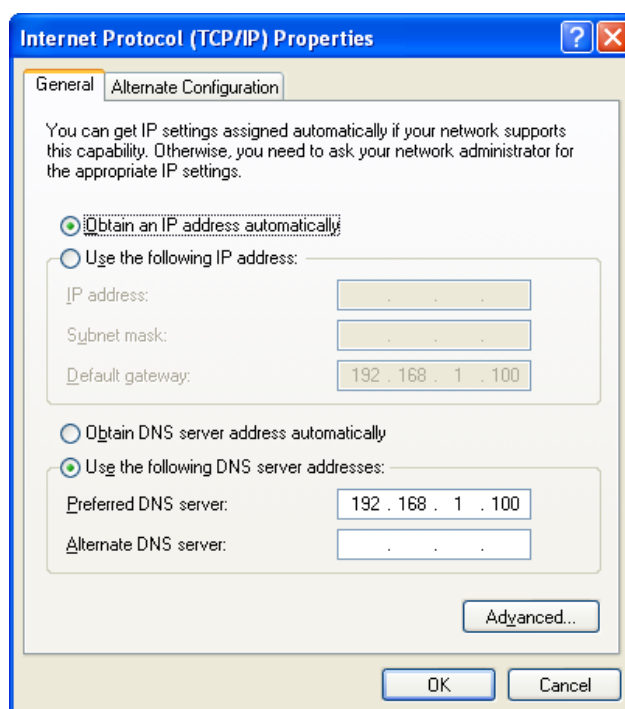 Internet Protocol (TCP/IP) Properties
General
Alternate Configuration
You can get IP settings assigned automatically if your network supports
this capability. Otherwise, you need to ask your network administrator for
the appropriate IP settings.
Obtain an IP address automatically
Use the following IP address:
IP address: . . .
Subnet mask: . . .
Default gateway: 192 . 168 . 1 . 100
Obtain DNS server address automatically
Use the following DNS server addresses:
Preferred DNS server: 192 . 168 . 1 . 100
Alternate DNS server: . . .
Advanced...
OK Cancel